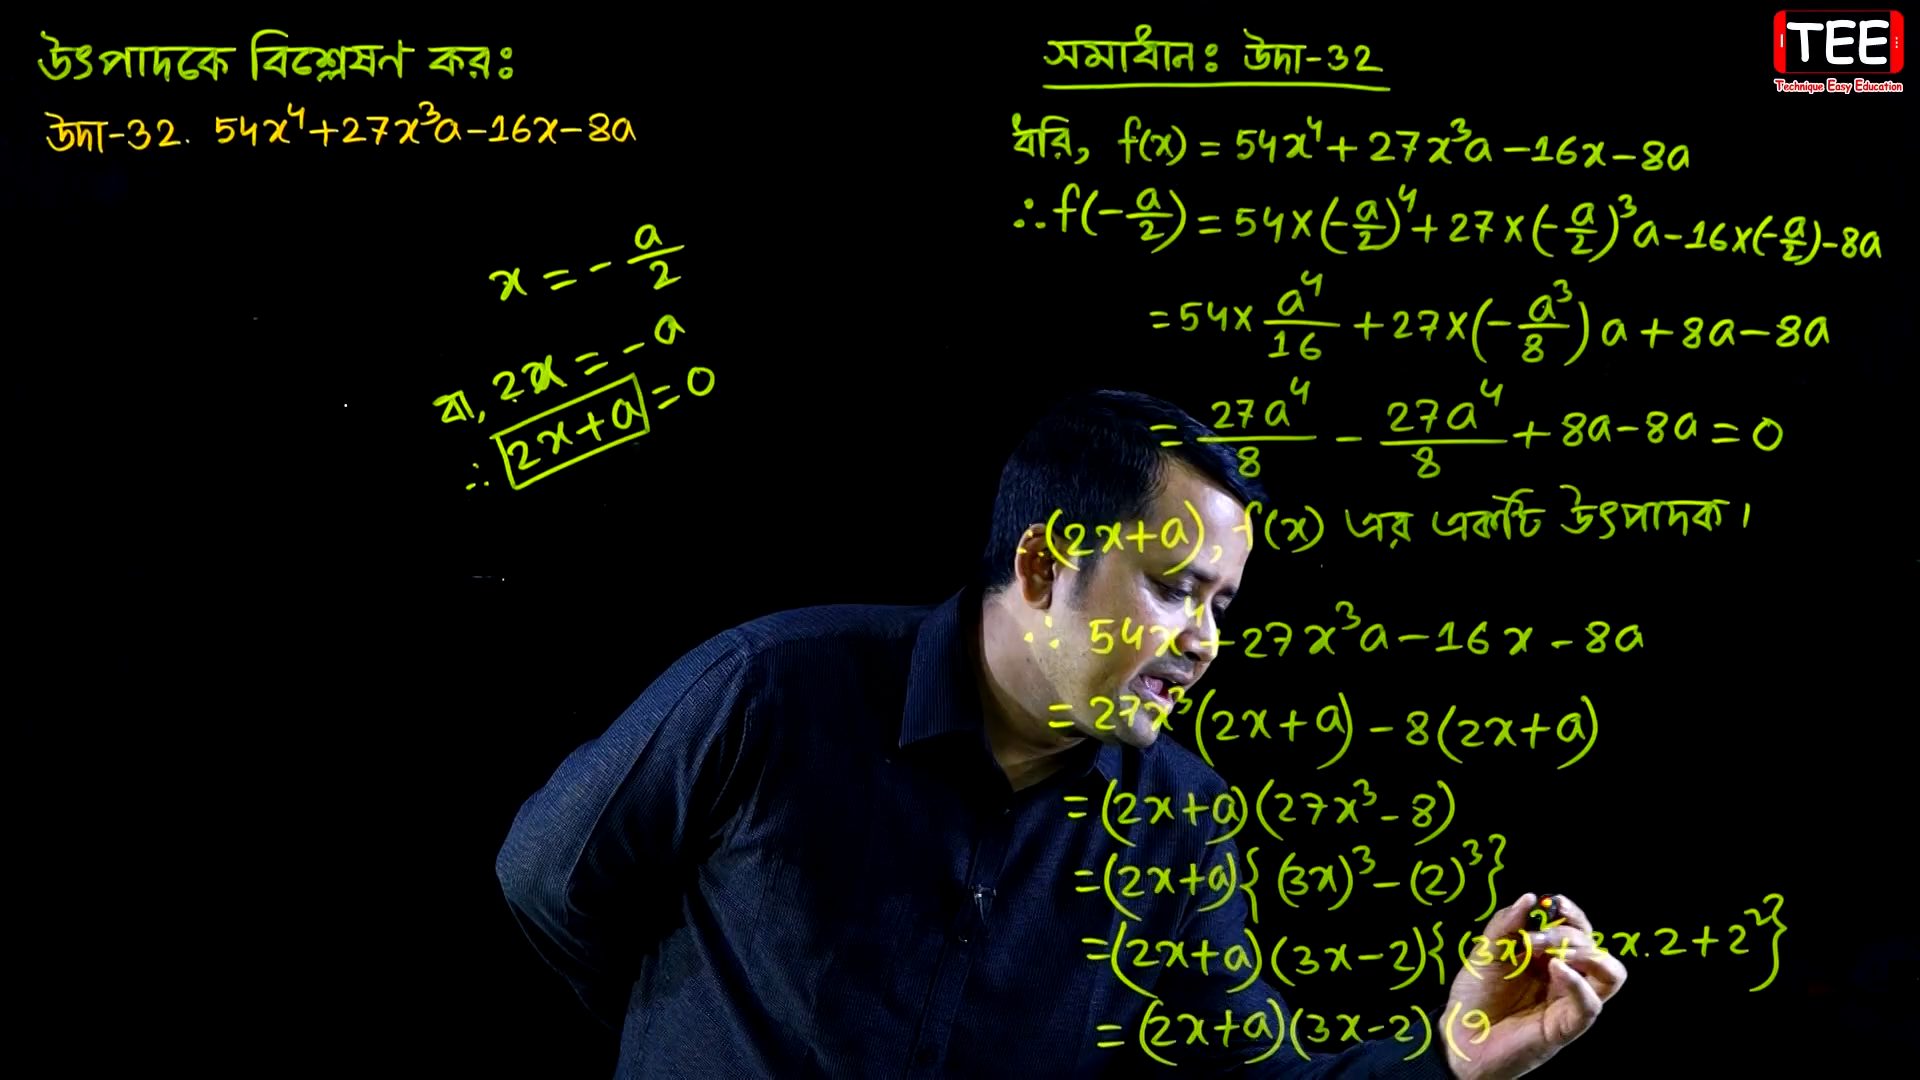 উৎপাদকে বিশ্লেষণ করঃ
উদা-32. 54x⁴+27x³a-16x-8a
x = -a/2
বা, 2x = -a
∴ 2x+a = 0
সমাধানঃ উদা-32
ধরি, f(x) = 54x⁴+27x³a-16x-8a
∴ f(-a/2) = 54×(-a/2)⁴+27×(-a/2)³a-16×(-a/2)-8a
= 54×a⁴/16+27×(-a³/8)a+8a-8a
= 27a⁴/8 - 27a⁴/8 + 8a-8a = 0
∴ (2x+a), f(x) এর একটি উৎপাদক।
∴ 54x⁴+27x³a-16x-8a
= 27x³(2x+a)-8(2x+a)
= (2x+a)(27x³-8)
= (2x+a){(3x)³-(2)³}
= (2x+a)(3x-2){(3x)²+3x.2+2²}
= (2x+a)(3x-2)(9
TEE
Technique Easy Education